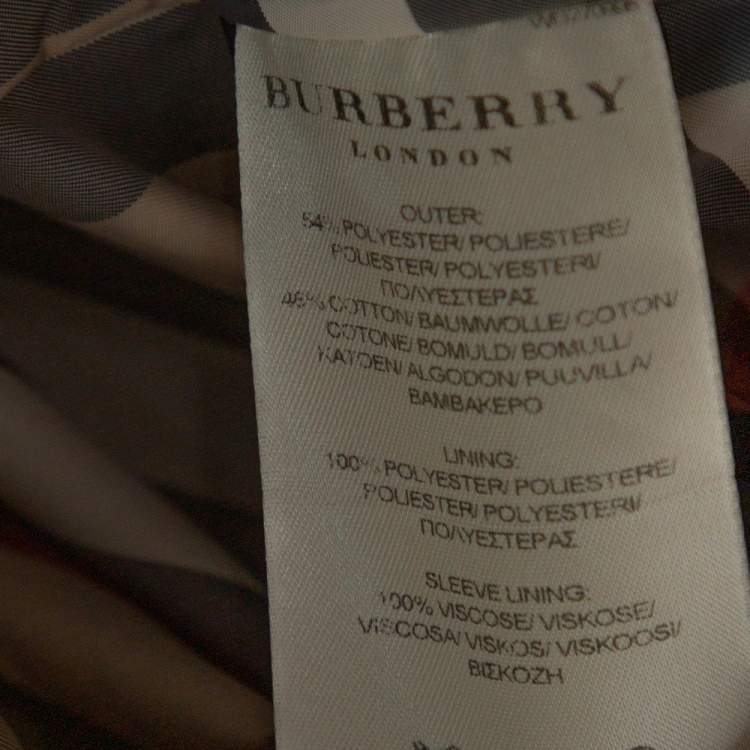 BURBERRY
LONDON
OUTER:
54% POLYESTER/ POLIESTERE/
POLIESTER/ POLYESTERI/
ΠΟΛΥΕΣΤΕΡΑΣ
46% COTTON/ BAUMWOLLE/ COTON/
COTONE/ BOMULD/ BOMULL/
KATOEN/ ALGODON/ PUUVILLA/
ΒΑΜΒΑΚΕΡΟ
LINING:
100% POLYESTER/ POLIESTERE/
POLIESTER/ POLYESTERI/
ΠΟΛΥΕΣΤΕΡΑΣ
SLEEVE LINING:
100% VISCOSE/ VISKOSE/
VISCOSA/ VISKOS/ VISKOOSI/
ΒΙΣΚΟΖΗ